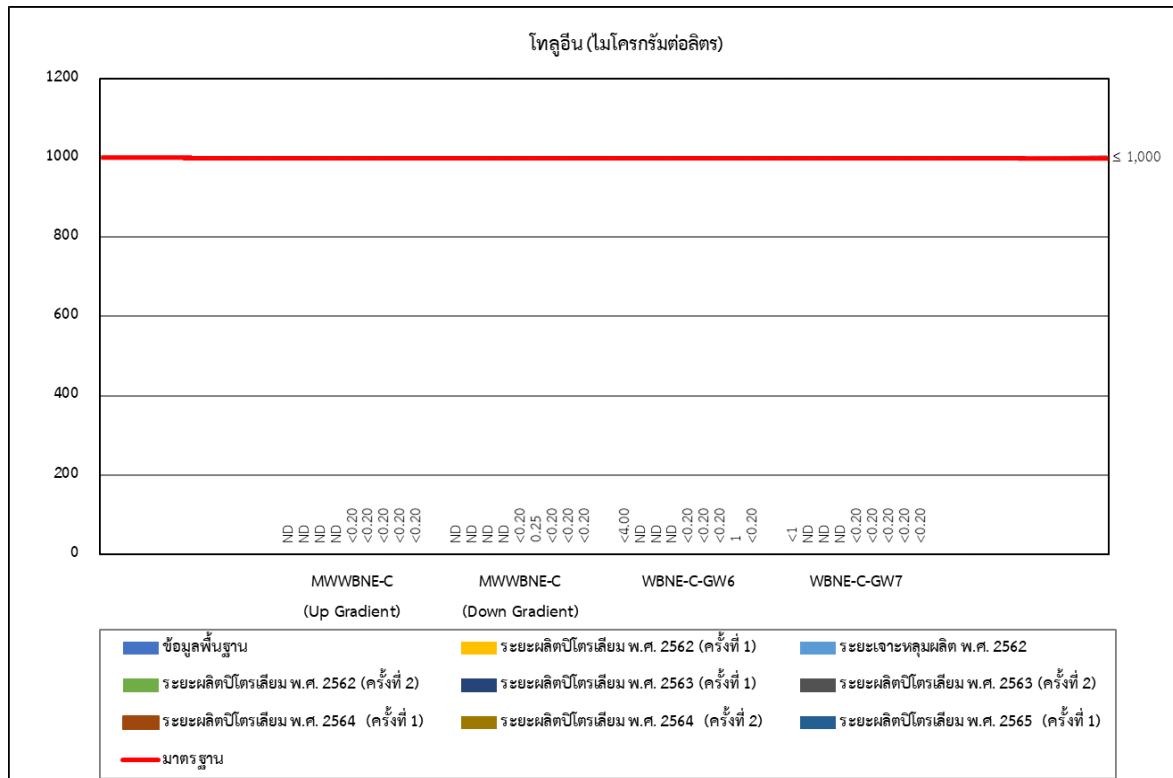 โทลูอีน (ไมโครกรัมต่อลิตร)
1200
1000
≤ 1,000
800
600
400
200
0
ND ND ND ND <0.20 <0.20 <0.20 <0.20 <0.20
ND ND ND ND <0.20 0.25 <0.20 <0.20 <0.20
<4.00 ND ND ND <0.20 <0.20 <0.20 1 <0.20
<1 ND ND ND <0.20 <0.20 <0.20 <0.20 <0.20
MWWBNE-C
(Up Gradient)
MWWBNE-C
(Down Gradient)
WBNE-C-GW6
WBNE-C-GW7
ข้อมูลพื้นฐาน
ระยะผลิตปิโตรเลียม พ.ศ. 2562 (ครั้งที่ 1)
ระยะเจาะหลุมผลิต พ.ศ. 2562
ระยะผลิตปิโตรเลียม พ.ศ. 2562 (ครั้งที่ 2)
ระยะผลิตปิโตรเลียม พ.ศ. 2563 (ครั้งที่ 1)
ระยะผลิตปิโตรเลียม พ.ศ. 2563 (ครั้งที่ 2)
ระยะผลิตปิโตรเลียม พ.ศ. 2564 (ครั้งที่ 1)
ระยะผลิตปิโตรเลียม พ.ศ. 2564 (ครั้งที่ 2)
ระยะผลิตปิโตรเลียม พ.ศ. 2565 (ครั้งที่ 1)
มาตรฐาน